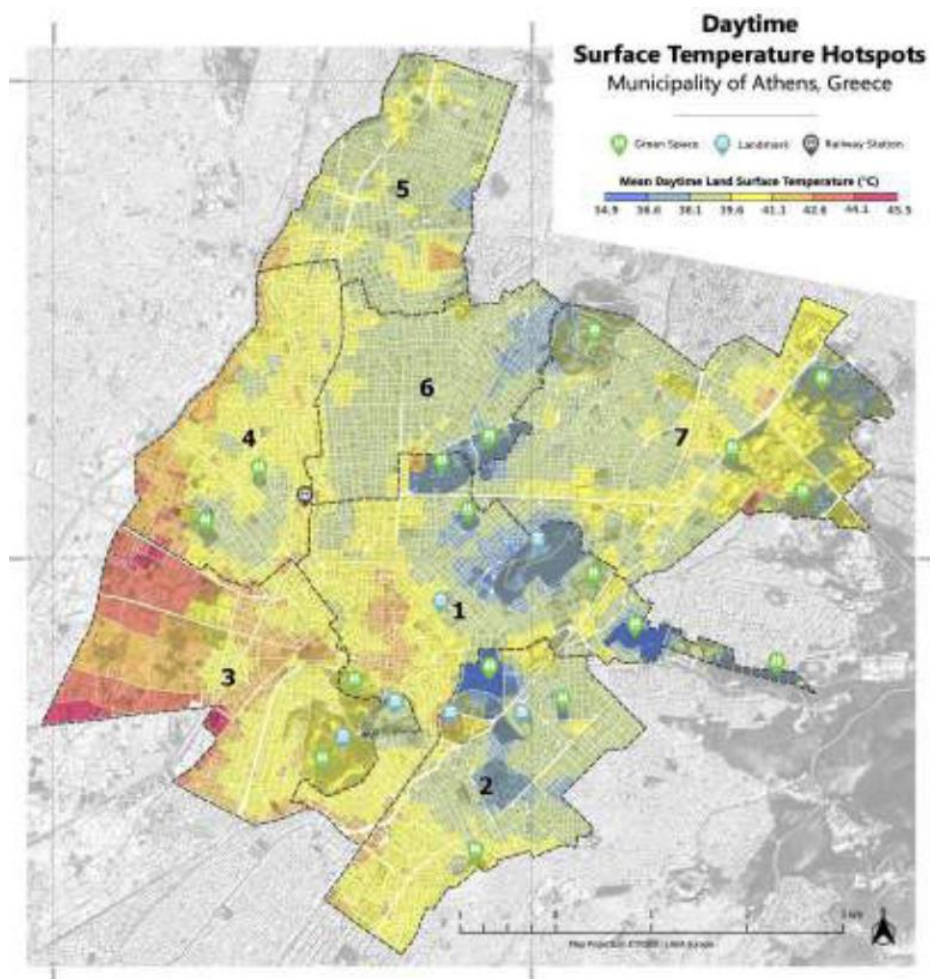 Daytime
Surface Temperature Hotspots
Municipality of Athens, Greece
Green Space
Landmark
Railway Station
Mean Daytime Land Surface Temperature (°C)
34.9 36.6 38.1 39.6 41.1 42.6 44.1 45.5
5
6
4
7
1
3
2